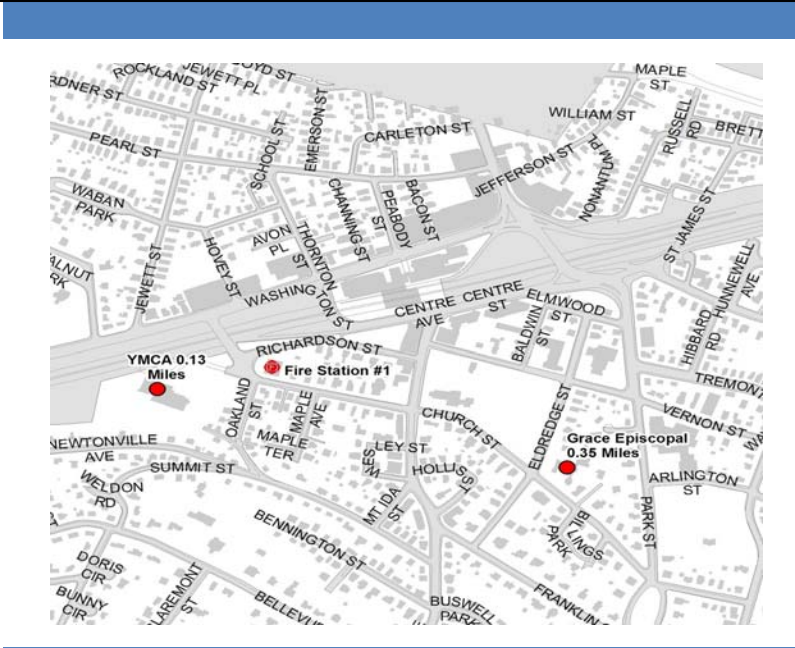 ROCKLAND ST
JEWETT PL
OYD ST
RDNER ST
PEARL ST
SCHOOL ST
EMERSON ST
CARLETON ST
MAPLE
ST
WILLIAM ST
RUSSELL
RD
BRETT
JEFFERSON ST
NONANTUM PL
WABAN
PARK
CHANNING ST
PEABODY
ST
BACON ST
ST JAMES ST
JEWETT ST
HOVEY ST
AVON
PL
THORNTON
ST
ALNUT
RK
WASHINGTON ST
CENTRE
AVE
CENTRE
ST
ELMWOOD
ST
BALDWIN
ST
HIBBARD
RD
HUNNEWELL
AVE
RICHARDSON ST
YMCA 0.13
Miles
Fire Station #1
TREMONT
OAKLAND
ST
MAPLE
AVE
MAPLE
TER
CHURCH ST
ELDREDGE ST
VERNON ST
WA
NEWTONVILLE
AVE
SUMMIT ST
WES
LEY ST
HOLLIS
ST
Grace Episcopal
0.35 Miles
ARLINGTON
ST
WELDON
RD
MT IDA
ST
BILLINGS
PARK
PARK ST
BENNINGTON ST
DORIS
CIR
BUNNY
CIR
LAREMONT
ST
BELLEVU
BUSWELL
PARK
FRANKLIN